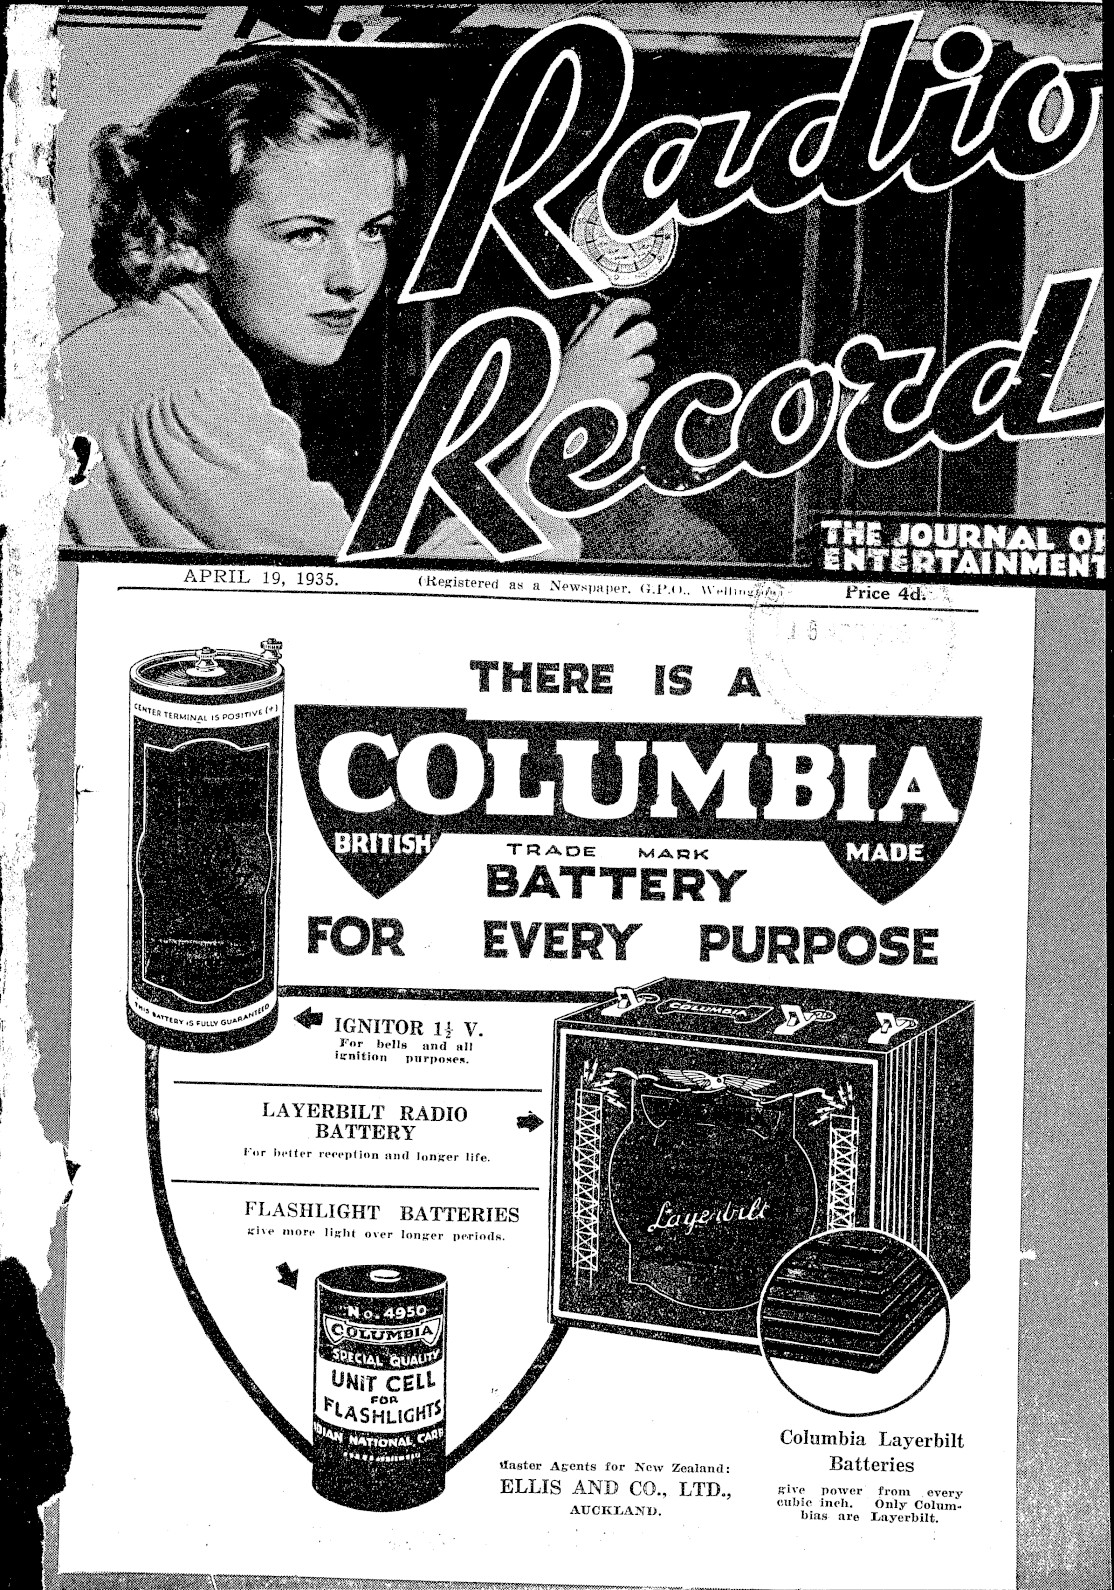 N.Z.
Radio
Record
THE JOURNAL OF
ENTERTAINMENT
APRIL 19, 1935.
(Registered as a Newspaper, G.P.O., Wellington)
Price 4d.
THERE IS A
COLUMBIA
BRITISH
MADE
TRADE MARK
BATTERY
FOR EVERY PURPOSE
CENTER TERMINAL IS POSITIVE (+)
THIS BATTERY IS FULLY GUARANTEED
IGNITOR 1½ V.
For bells and all
ignition purposes.
LAYERBILT RADIO
BATTERY
For better reception and longer life.
FLASHLIGHT BATTERIES
give more light over longer periods.
COLUMBIA
Layerbilt
No. 4950
COLUMBIA
SPECIAL QUALITY
UNIT CELL
FOR
FLASHLIGHTS
DIAN NATIONAL CARB
Master Agents for New Zealand:
ELLIS AND CO., LTD.,
AUCKLAND.
Columbia Layerbilt
Batteries
give power from every
cubic inch. Only Colum-
bias are Layerbilt.